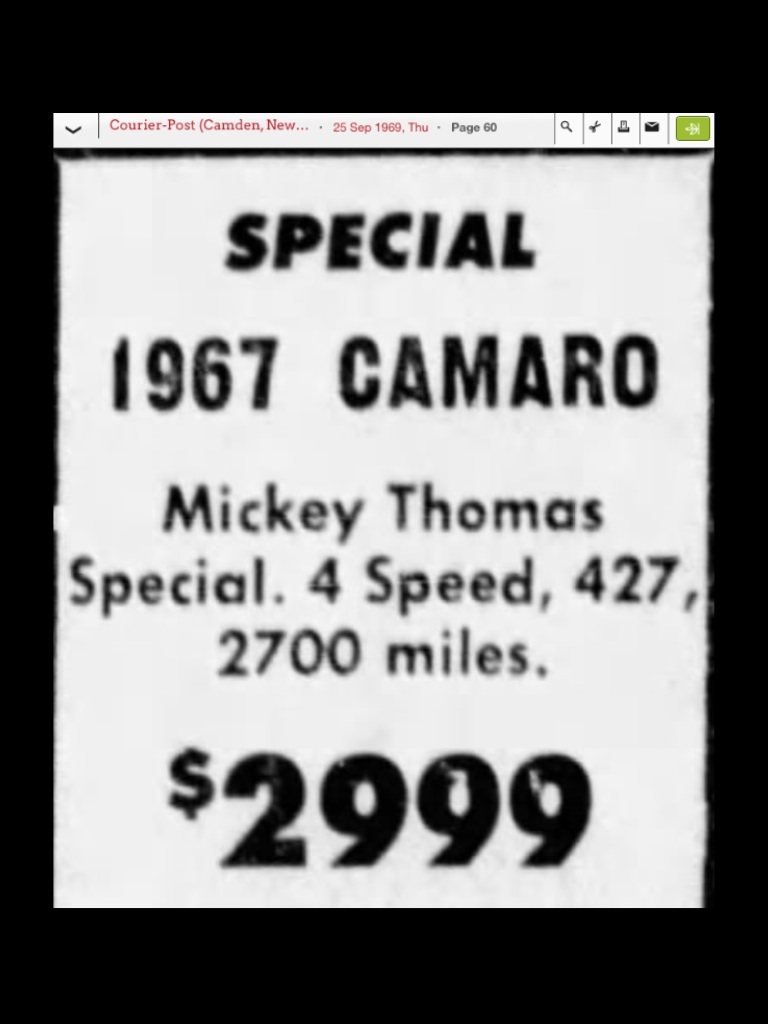 Courier-Post (Camden, New... · 25 Sep 1969, Thu · Page 60
SPECIAL
1967 CAMARO
Mickey Thomas
Special. 4 Speed, 427,
2700 miles.
$2999